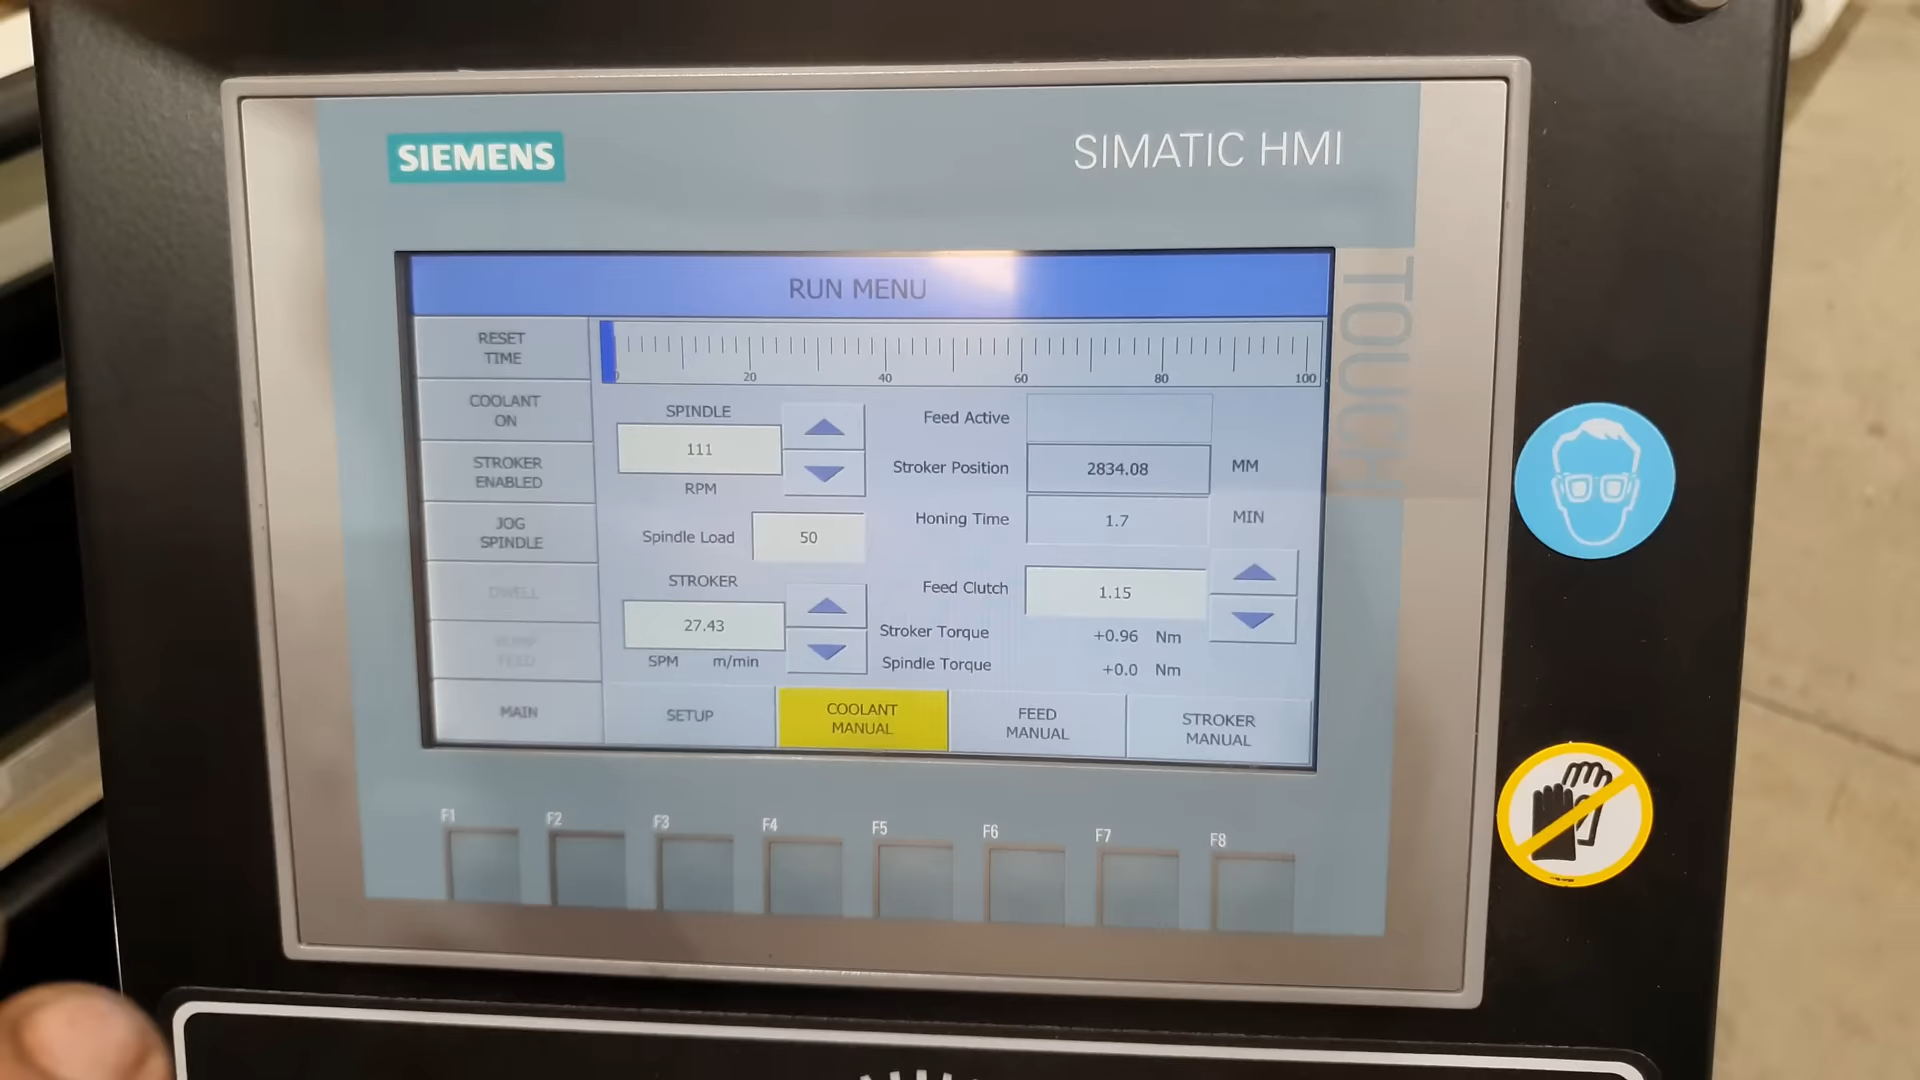 SIEMENS
SIMATIC HMI
TOUCH
RUN MENU
RESET
TIME
COOLANT
ON
STROKER
ENABLED
JOG
SPINDLE
DWELL
BUMP
FEED
MAIN
0 20 40 60 80 100
SPINDLE
111
RPM
Spindle Load 50
STROKER
27.43
SPM m/min
Feed Active
Stroker Position 2834.08 MM
Honing Time 1.7 MIN
Feed Clutch 1.15
Stroker Torque +0.96 Nm
Spindle Torque +0.0 Nm
SETUP
COOLANT
MANUAL
FEED
MANUAL
STROKER
MANUAL
F1 F2 F3 F4 F5 F6 F7 F8